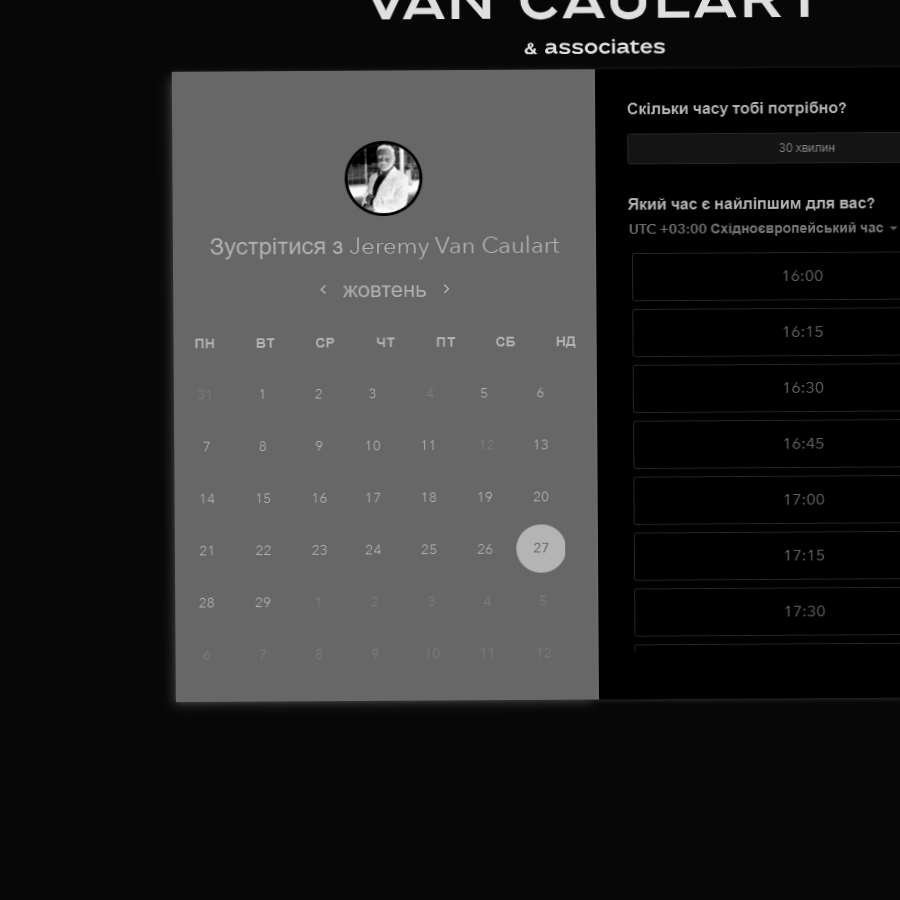 VAN CAULART
& associates
Зустрітися з Jeremy Van Caulart
жовтень
ПН ВТ СР ЧТ ПТ СБ НД
31 1 2 3 4 5 6
7 8 9 10 11 12 13
14 15 16 17 18 19 20
21 22 23 24 25 26 27
28 29 1 2 3 4 5
6 7 8 9 10 11 12
Скільки часу тобі потрібно?
30 хвилин
Який час є найліпшим для вас?
UTC +03:00 Східноєвропейський час
16:00
16:15
16:30
16:45
17:00
17:15
17:30